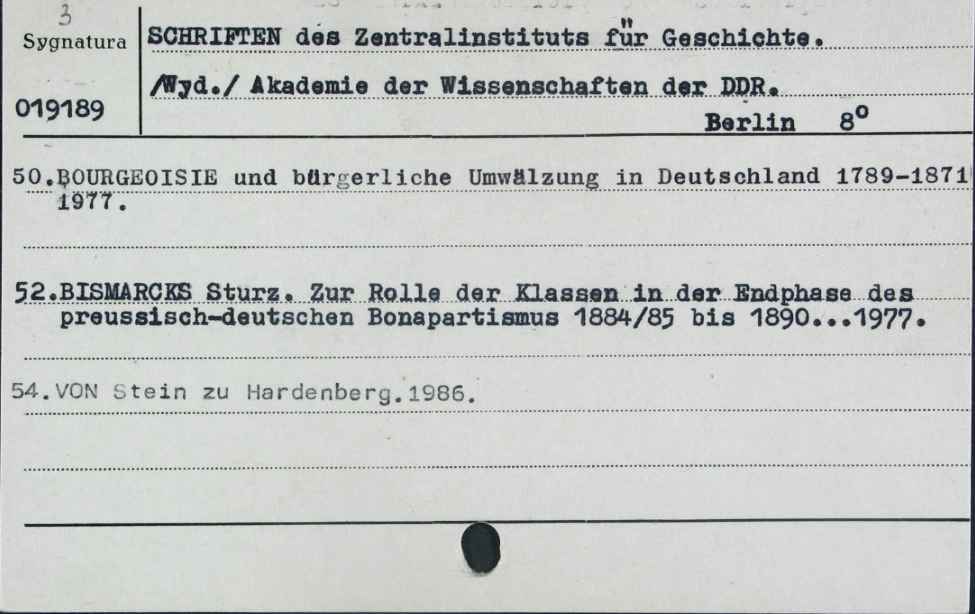 3
Sygnatura
019189
SCHRIFTEN des Zentralinstituts für Geschichte.
/Wyd./ Akademie der Wissenschaften der DDR.
Berlin 8°
50.BOURGEOISIE und bürgerliche Umwälzung in Deutschland 1789-1871
1977.
52.BISMARCKS Sturz. Zur Rolle der Klassen in der Endphase des
preussisch-deutschen Bonapartismus 1884/85 bis 1890...1977.
54.VON Stein zu Hardenberg.1986.